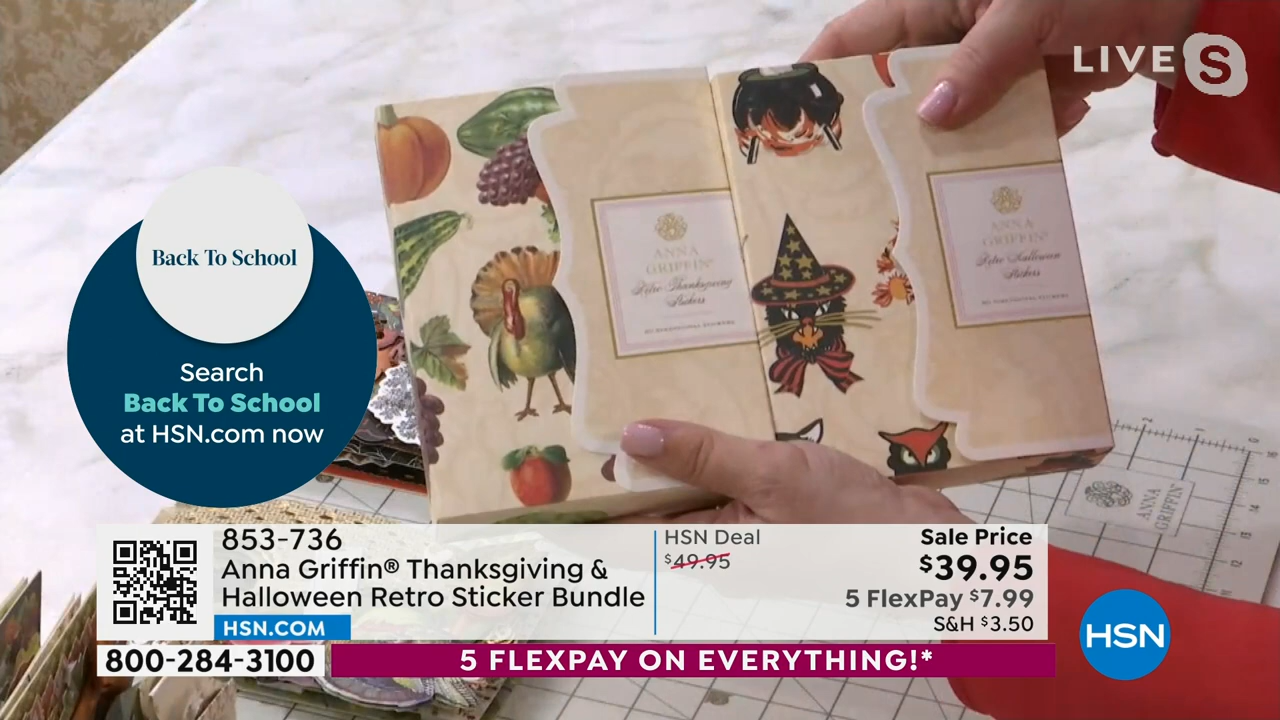 LIVE S
Back To School
Search
Back To School
at HSN.com now
ANNA
GRIFFIN®
Retro Thanksgiving
Stickers
ANNA
GRIFFIN®
Retro Halloween
Stickers
ANNA
GRIFFIN
853-736
Anna Griffin® Thanksgiving &
Halloween Retro Sticker Bundle
HSN.COM
HSN Deal
$49.95
Sale Price
$39.95
5 FlexPay $7.99
S&H $3.50
HSN
800-284-3100
5 FLEXPAY ON EVERYTHING!*